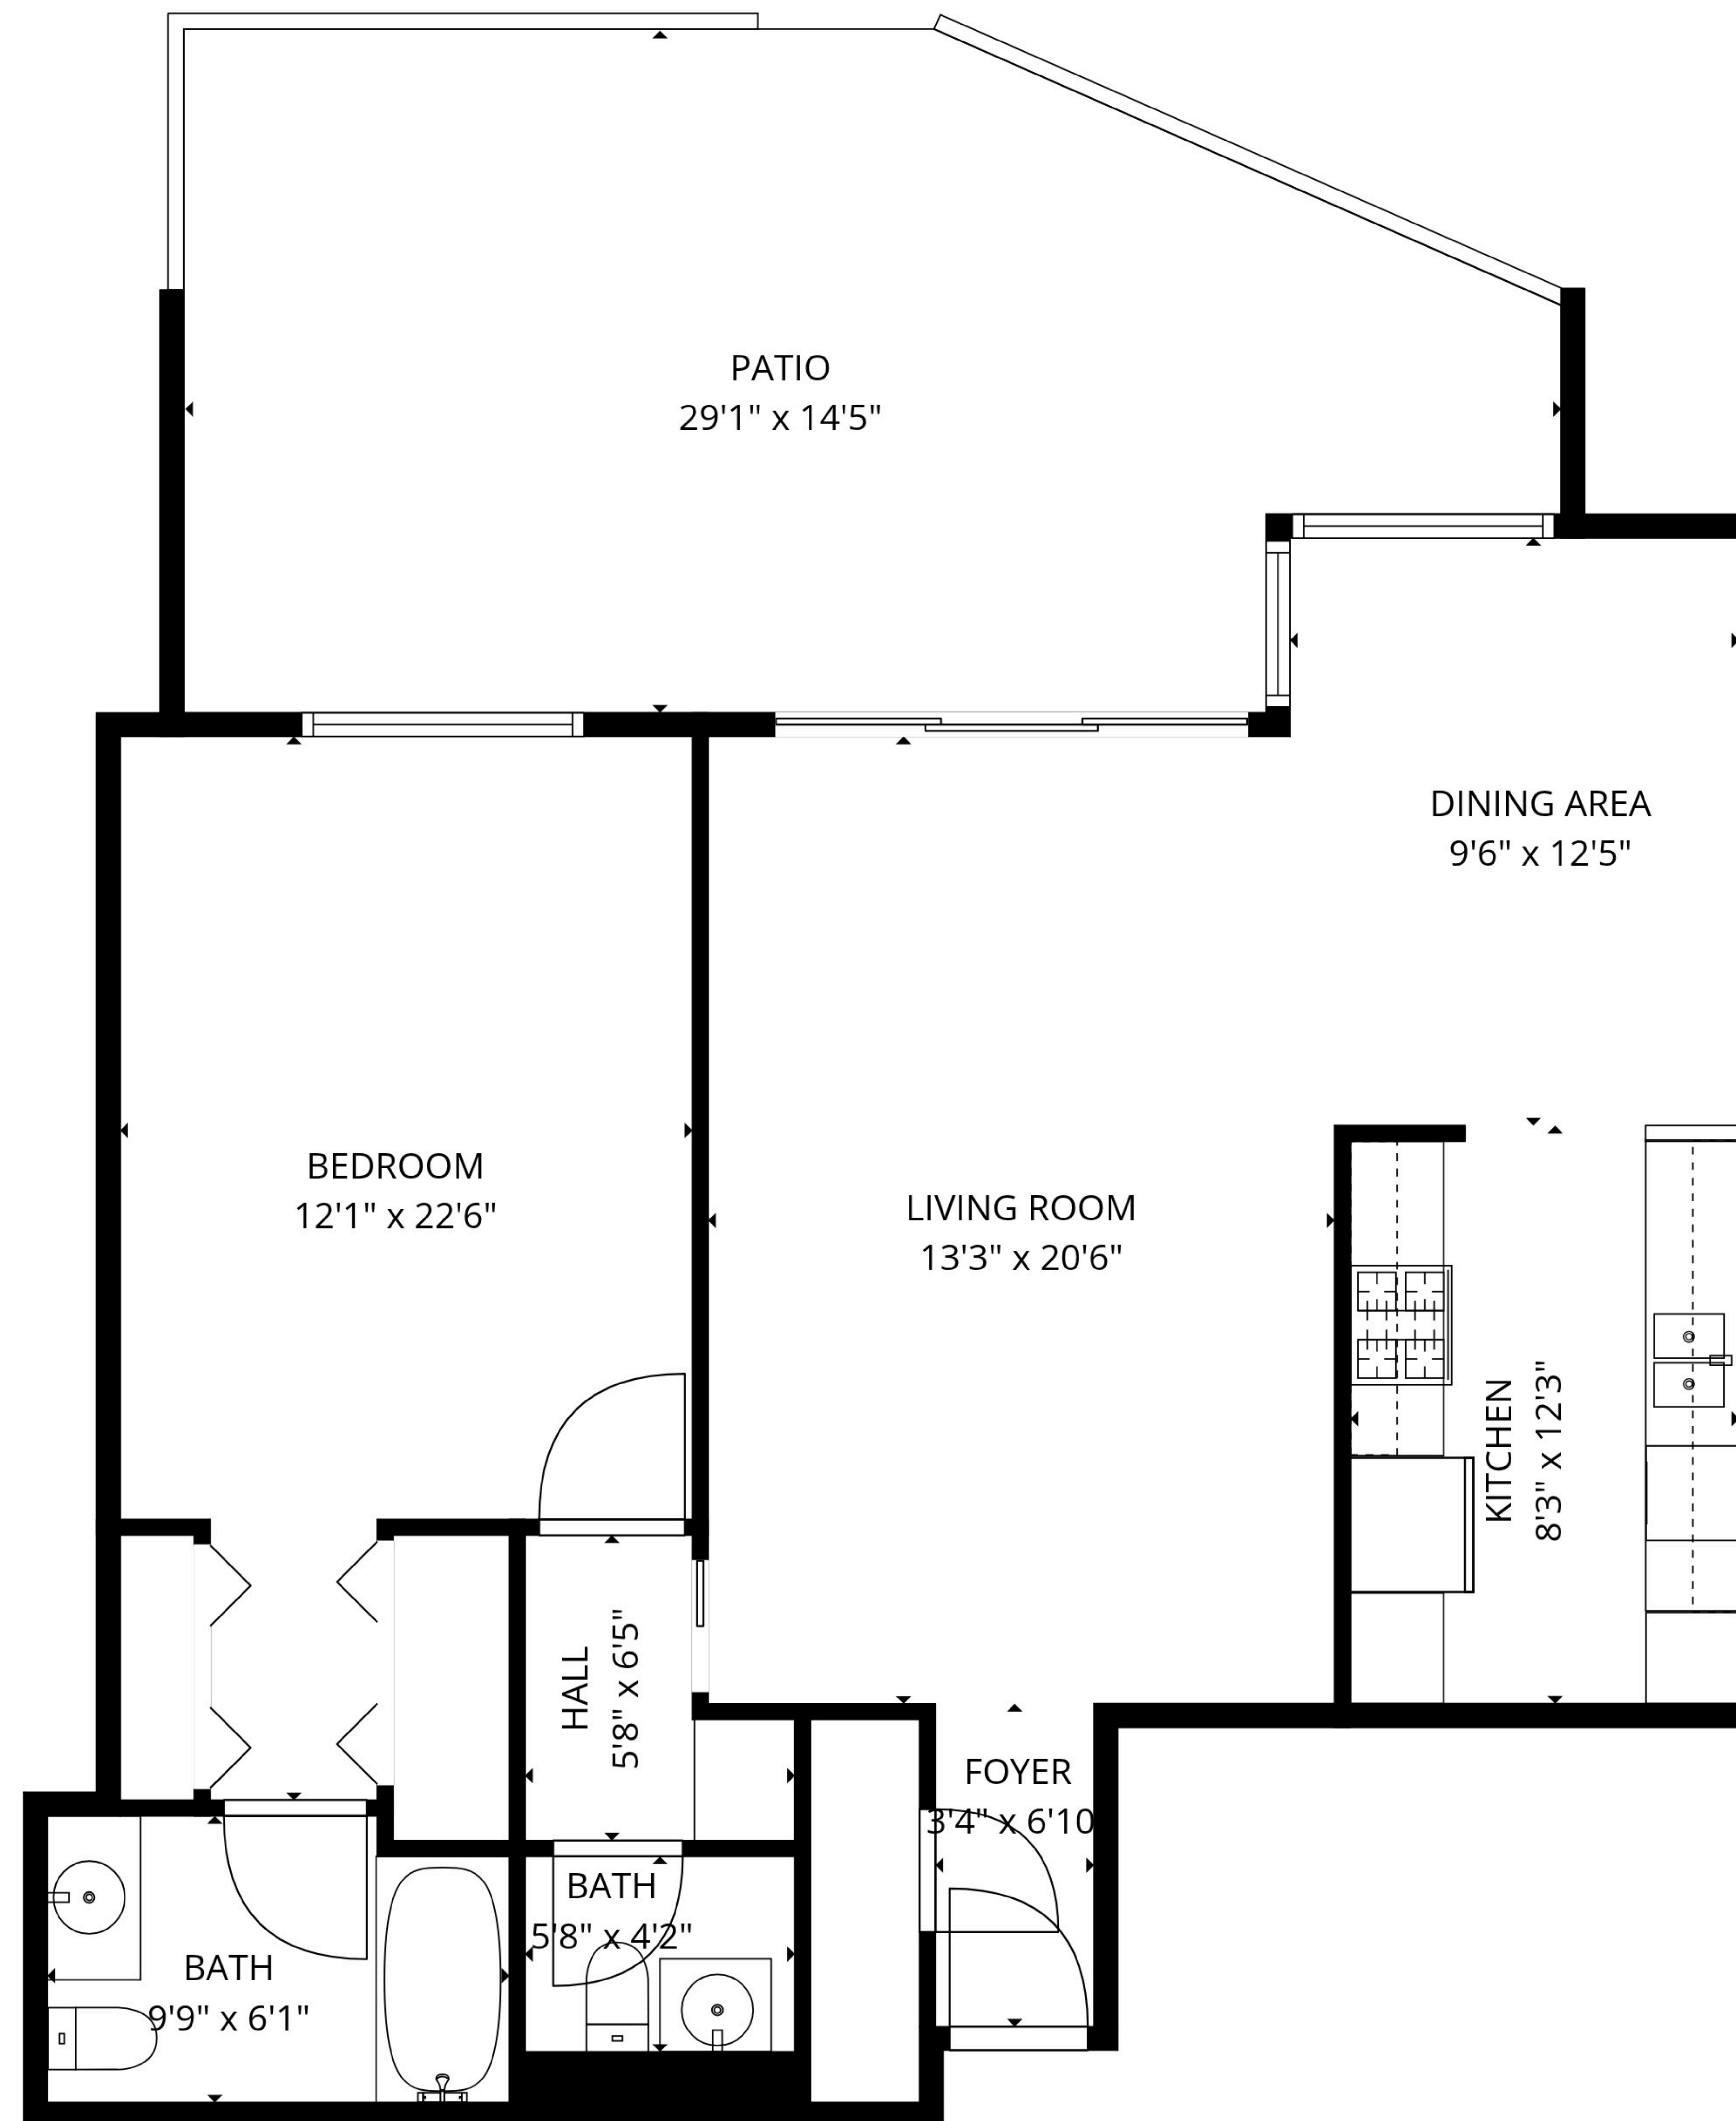 PATIO
29'1" x 14'5"
DINING AREA
9'6" x 12'5"
BEDROOM
12'1" x 22'6"
LIVING ROOM
13'3" x 20'6"
KITCHEN
8'3" x 12'3"
HALL
5'8" x 6'5"
FOYER
3'4" x 6'10
BATH
5'8" x 4'2"
BATH
9'9" x 6'1"